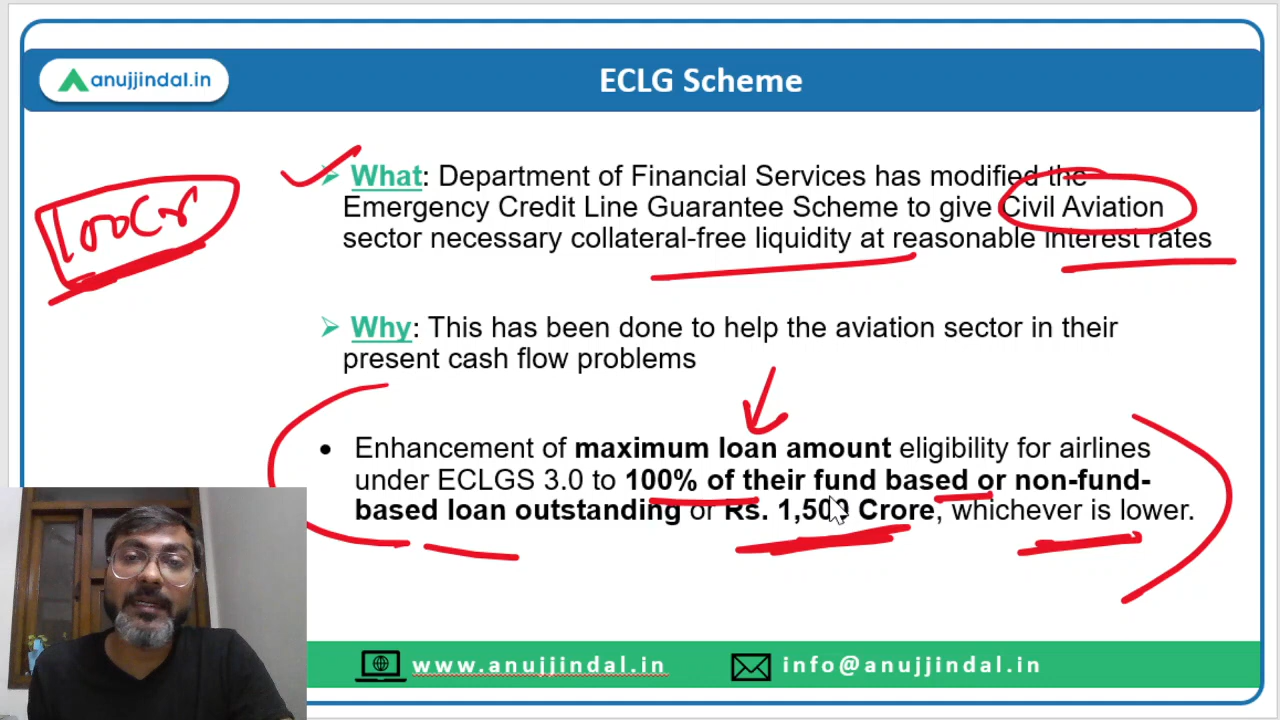 anujjindal.in
ECLG Scheme
100Cr
What: Department of Financial Services has modified the
Emergency Credit Line Guarantee Scheme to give Civil Aviation
sector necessary collateral-free liquidity at reasonable interest rates
Why: This has been done to help the aviation sector in their
present cash flow problems
Enhancement of maximum loan amount eligibility for airlines
under ECLGS 3.0 to 100% of their fund based or non-fund-
based loan outstanding or Rs. 1,500 Crore, whichever is lower.
www.anujjindal.in
info@anujjindal.in